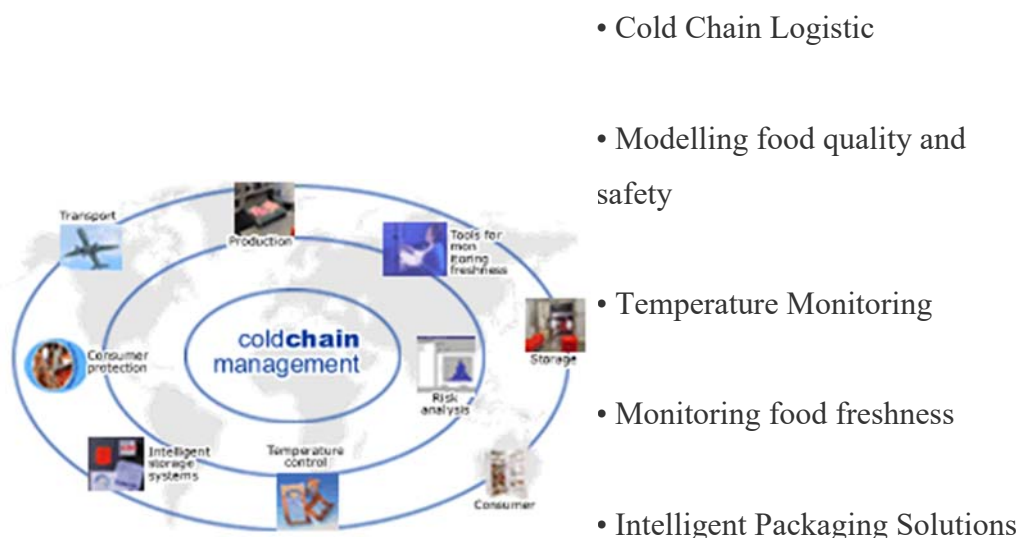 • Cold Chain Logistic
• Modelling food quality and
safety
• Temperature Monitoring
• Monitoring food freshness
• Intelligent Packaging Solutions
Transport
Production
Tools for
mon
itoring
freshness
Storage
Consumer
protection
coldchain
management
Risk
analysis
Intelligent
storage
systems
Temperature
control
Consumer